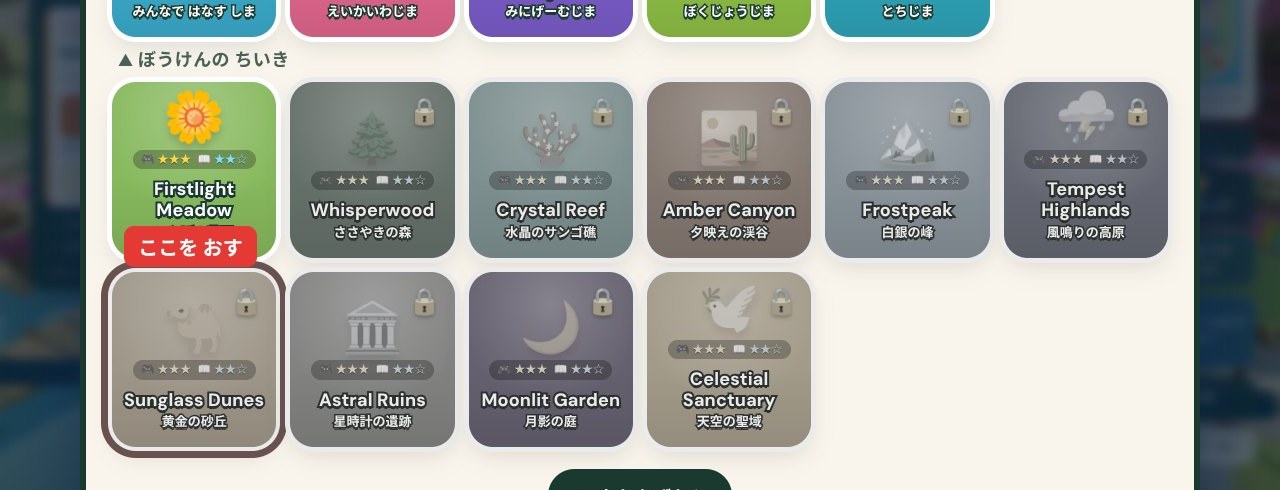 みんなで はなす しま
えいかいわじま
みにげーむじま
ぼくじょうじま
とちじま
▲ ぼうけんの ちいき
🎮 ★★★ 📖 ★★☆
Firstlight
Meadow
ここを おす
🎮 ★★★ 📖 ★★☆
Whisperwood
ささやきの森
🎮 ★★★ 📖 ★★☆
Crystal Reef
水晶のサンゴ礁
🎮 ★★★ 📖 ★★☆
Amber Canyon
夕映えの渓谷
🎮 ★★★ 📖 ★★☆
Frostpeak
白銀の峰
🎮 ★★★ 📖 ★★☆
Tempest
Highlands
風鳴りの高原
🎮 ★★★ 📖 ★★☆
Sunglass Dunes
黄金の砂丘
🎮 ★★★ 📖 ★★☆
Astral Ruins
星時計の遺跡
🎮 ★★★ 📖 ★★☆
Moonlit Garden
月影の庭
🎮 ★★★ 📖 ★★☆
Celestial
Sanctuary
天空の聖域